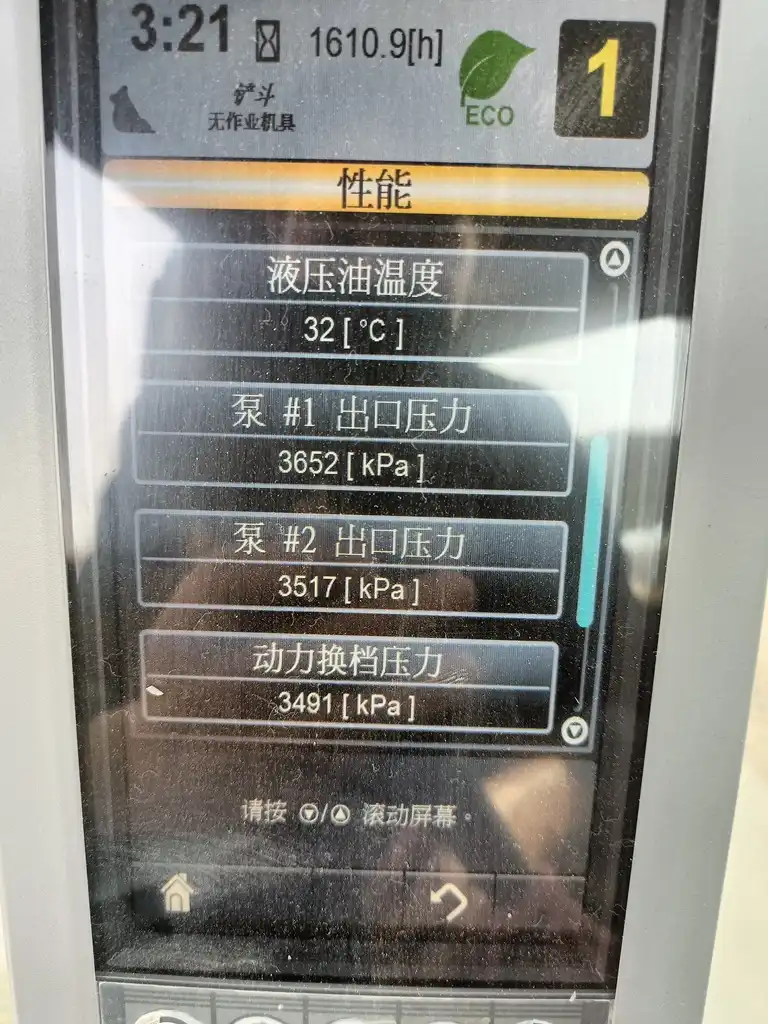 3:21 1610.9[h]
ECO
1
铲斗
无作业机具
性能
液压油温度
32 [ °C ]
泵 #1 出口压力
3652 [ kPa ]
泵 #2 出口压力
3517 [ kPa ]
动力换档压力
3491 [ kPa ]
请按 ▽/△ 滚动屏幕。